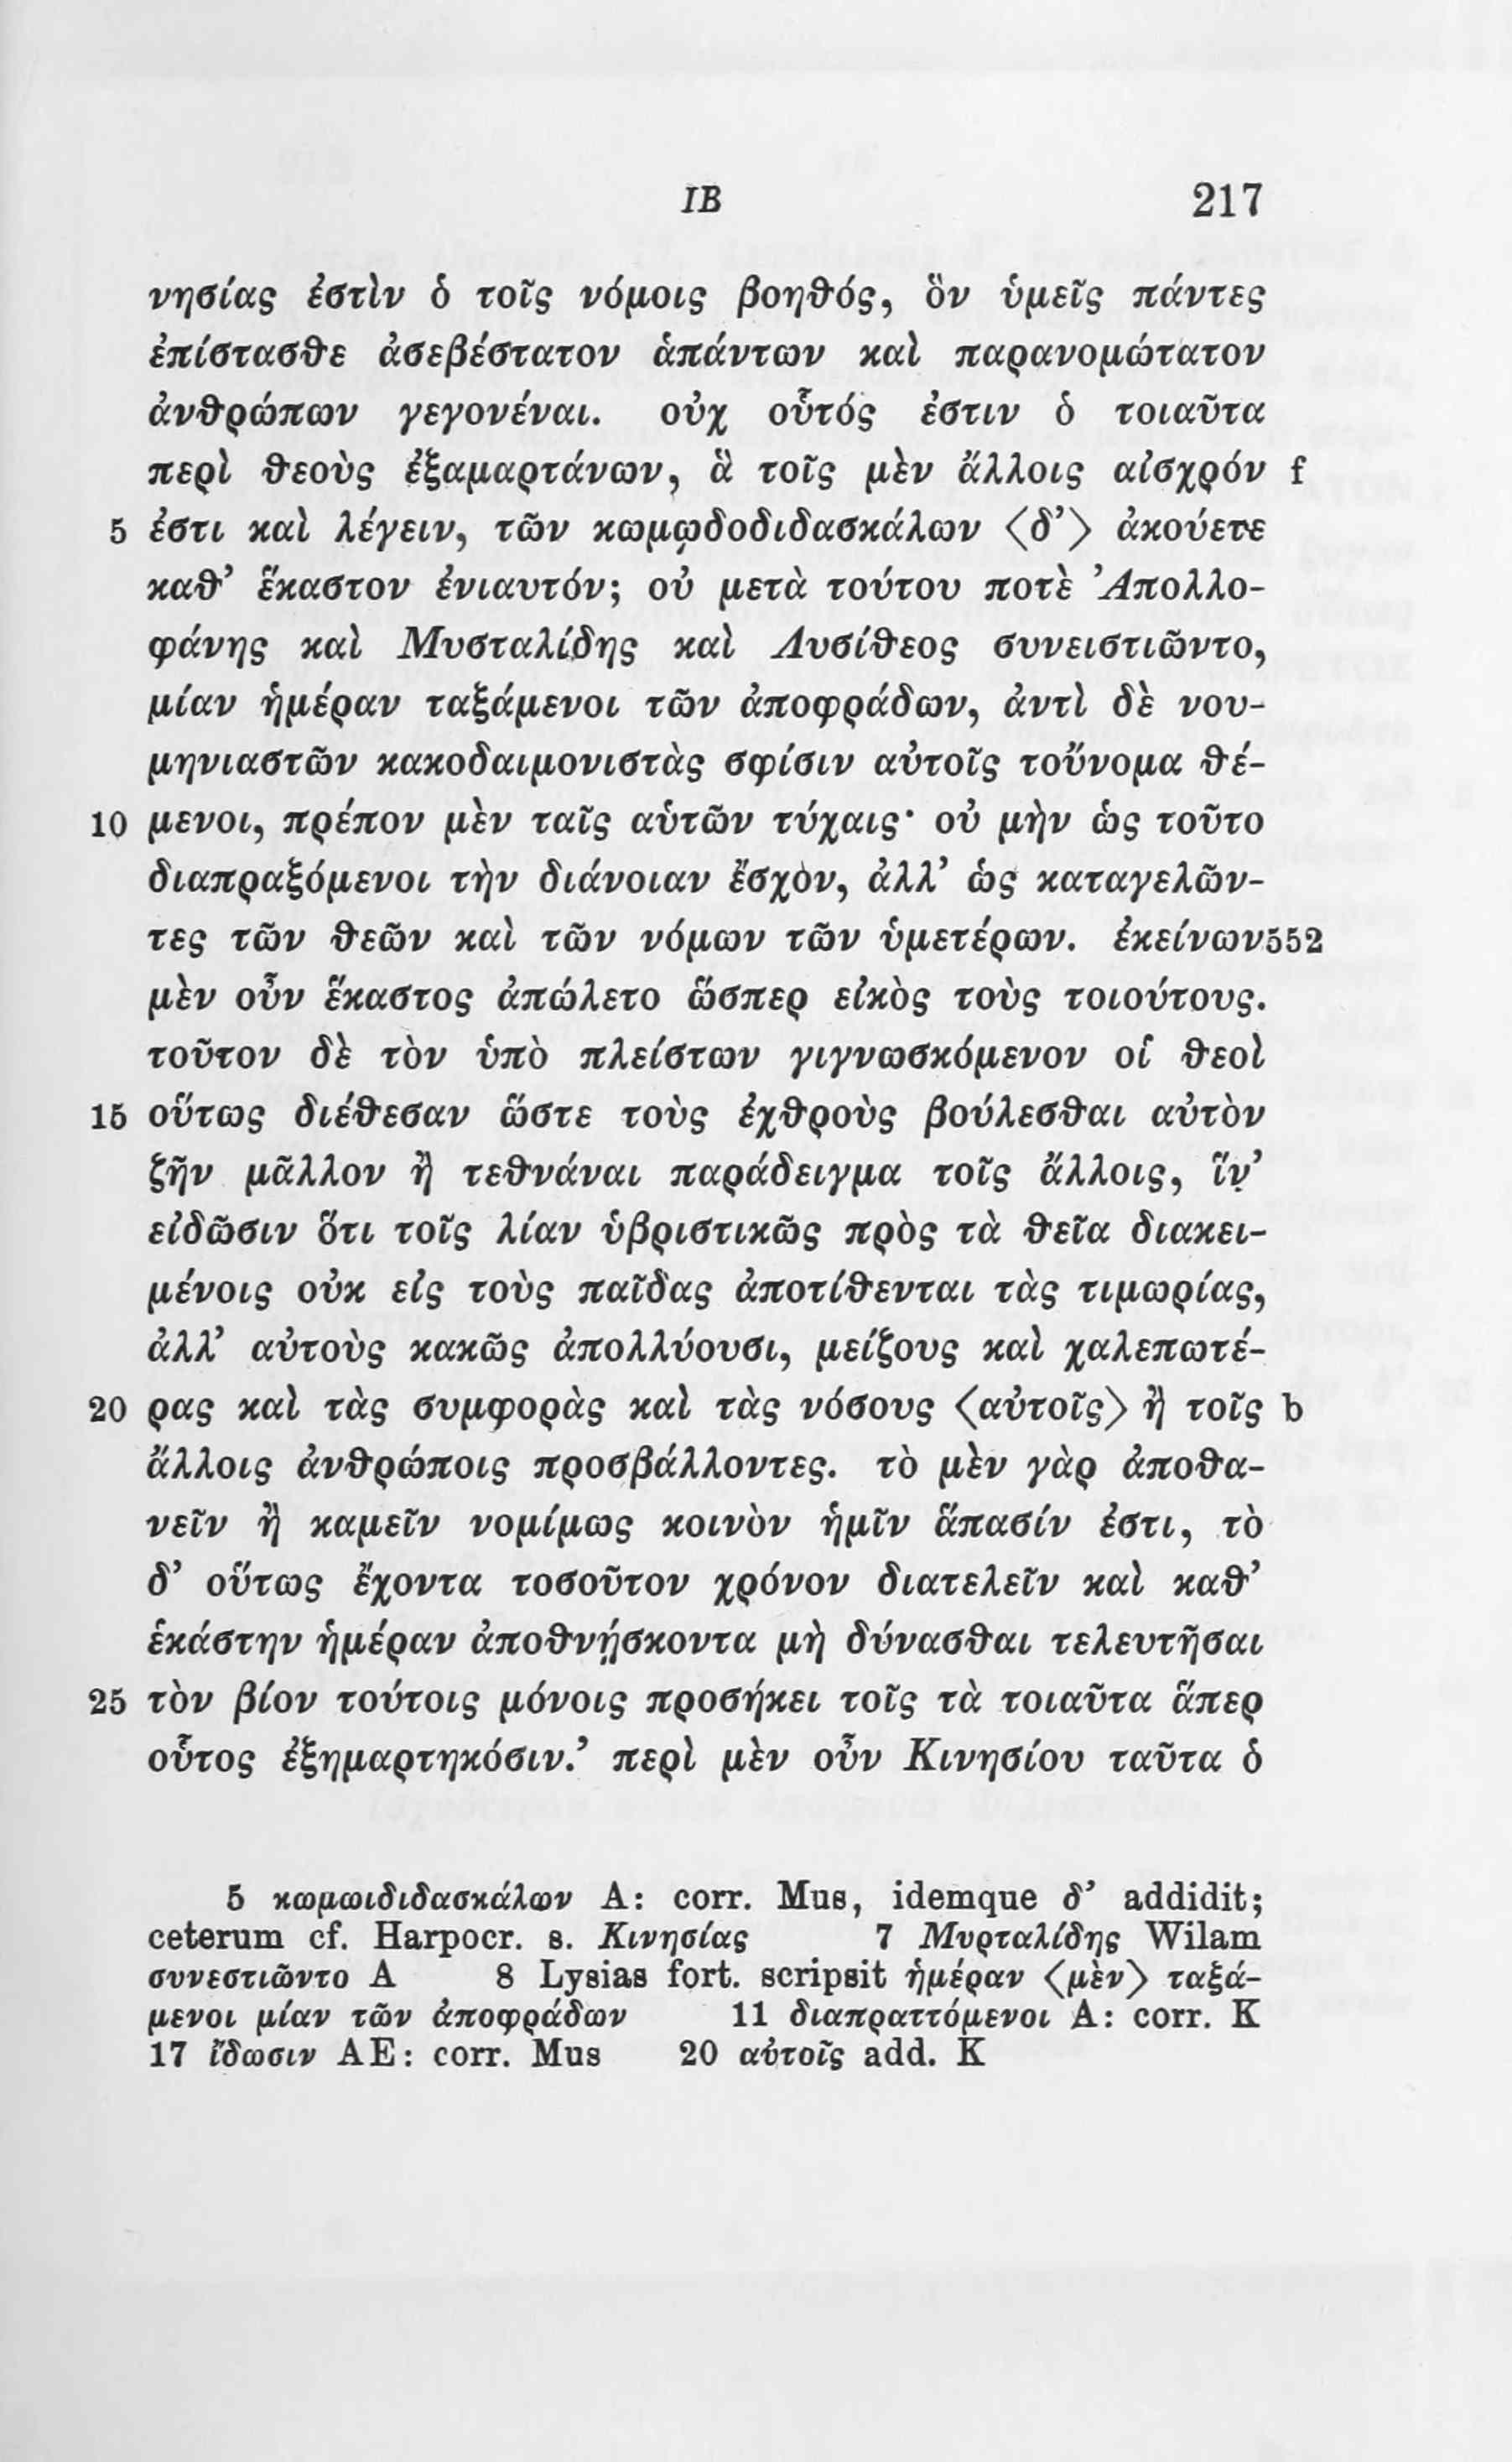 IB 217
νησίας ἐστὶν ὁ τοῖς νόμοις βοηθός, ὃν ὑμεῖς πάντες
ἐπίστασθε ἀσεβέστατον ἁπάντων καὶ παρανομώτατον
ἀνθρώπων γεγονέναι. οὐχ οὗτός ἐστιν ὁ τοιαῦτα
περὶ θεοὺς ἐξαμαρτάνων, ἃ τοῖς μὲν ἄλλοις αἰσχρόν f
5 ἐστι καὶ λέγειν, τῶν κωμῳδοδιδασκάλων ⟨δ’⟩ ἀκούετε
καθ’ ἕκαστον ἐνιαυτόν; οὐ μετὰ τούτου ποτὲ Ἀπολλο-
φάνης καὶ Μυσταλίδης καὶ Λυσίθεος συνειστιῶντο,
μίαν ἡμέραν ταξάμενοι τῶν ἀποφράδων, ἀντὶ δὲ νου-
μηνιαστῶν κακοδαιμονιστὰς σφίσιν αὐτοῖς τοὔνομα θέ-
10 μενοι, πρέπον μὲν ταῖς αὑτῶν τύχαις· οὐ μὴν ὡς τοῦτο
διαπραξόμενοι τὴν διάνοιαν ἔσχον, ἀλλ’ ὡς καταγελῶν-
τες τῶν θεῶν καὶ τῶν νόμων τῶν ὑμετέρων. ἐκείνων 552
μὲν οὖν ἕκαστος ἀπώλετο ὥσπερ εἰκὸς τοὺς τοιούτους.
τοῦτον δὲ τὸν ὑπὸ πλείστων γιγνωσκόμενον οἱ θεοὶ
15 οὕτως διέθεσαν ὥστε τοὺς ἐχθροὺς βούλεσθαι αὐτὸν
ζῆν μᾶλλον ἢ τεθνάναι παράδειγμα τοῖς ἄλλοις, ἵν’
εἰδῶσιν ὅτι τοῖς λίαν ὑβριστικῶς πρὸς τὰ θεῖα διακει-
μένοις οὐκ εἰς τοὺς παῖδας ἀποτίθενται τὰς τιμωρίας,
ἀλλ’ αὐτοὺς κακῶς ἀπολλύουσι, μείζους καὶ χαλεπωτέ-
20 ρας καὶ τὰς συμφορὰς καὶ τὰς νόσους ⟨αὐτοῖς⟩ ἢ τοῖς b
ἄλλοις ἀνθρώποις προσβάλλοντες. τὸ μὲν γὰρ ἀποθα-
νεῖν ἢ καμεῖν νομίμως κοινὸν ἡμῖν ἅπασίν ἐστι, τὸ
δ’ οὕτως ἔχοντα τοσοῦτον χρόνον διατελεῖν καὶ καθ’
ἑκάστην ἡμέραν ἀποθνῄσκοντα μὴ δύνασθαι τελευτῆσαι
25 τὸν βίον τούτοις μόνοις προσήκει τοῖς τὰ τοιαῦτα ἅπερ
οὗτος ἐξημαρτηκόσιν.’ περὶ μὲν οὖν Κινησίου ταῦτα ὁ
5 κωμωιδιδασκάλων A: corr. Mus, idemque δ’ addidit;
ceterum cf. Harpocr. s. Κινησίας 7 Μυρταλίδης Wilam
συνεστιῶντο A 8 Lysias fort. scripsit ἡμέραν ⟨μὲν⟩ ταξά-
μενοι μίαν τῶν ἀποφράδων 11 διαπραττόμενοι A: corr. K
17 ἴδωσιν AE: corr. Mus 20 αὐτοῖς add. K